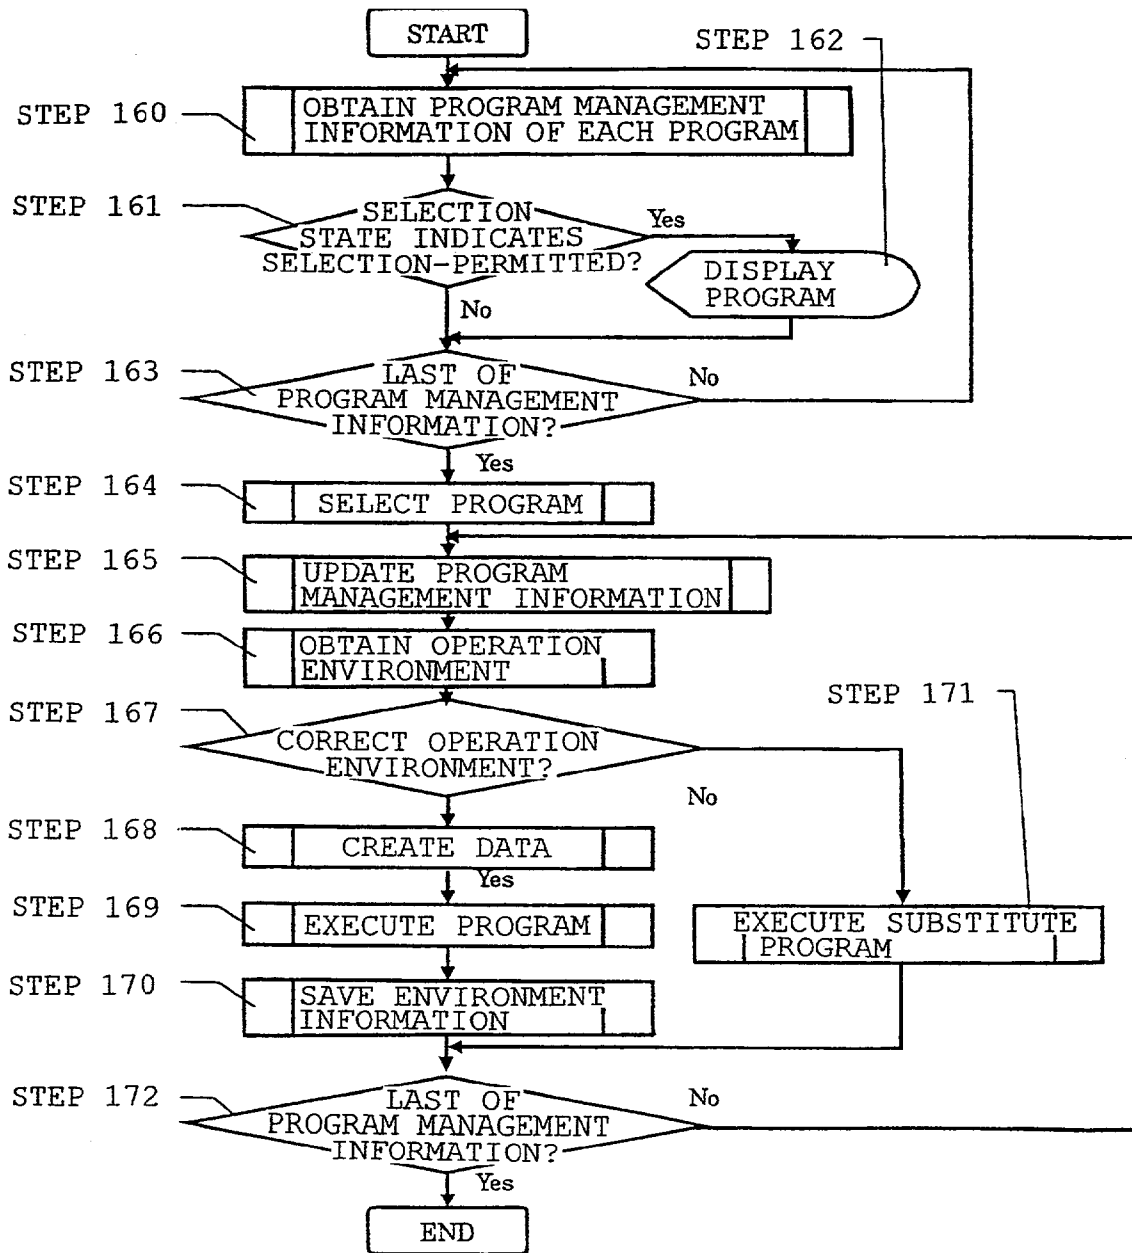 START
STEP 162
STEP 160
OBTAIN PROGRAM MANAGEMENT
INFORMATION OF EACH PROGRAM
STEP 161
SELECTION
STATE INDICATES
SELECTION-PERMITTED?
Yes
DISPLAY
PROGRAM
No
STEP 163
LAST OF
PROGRAM MANAGEMENT
INFORMATION?
No
Yes
STEP 164
SELECT PROGRAM
STEP 165
UPDATE PROGRAM
MANAGEMENT INFORMATION
STEP 166
OBTAIN OPERATION
ENVIRONMENT
STEP 171
STEP 167
CORRECT OPERATION
ENVIRONMENT?
No
STEP 168
CREATE DATA
Yes
STEP 169
EXECUTE PROGRAM
EXECUTE SUBSTITUTE
PROGRAM
STEP 170
SAVE ENVIRONMENT
INFORMATION
STEP 172
LAST OF
PROGRAM MANAGEMENT
INFORMATION?
No
Yes
END